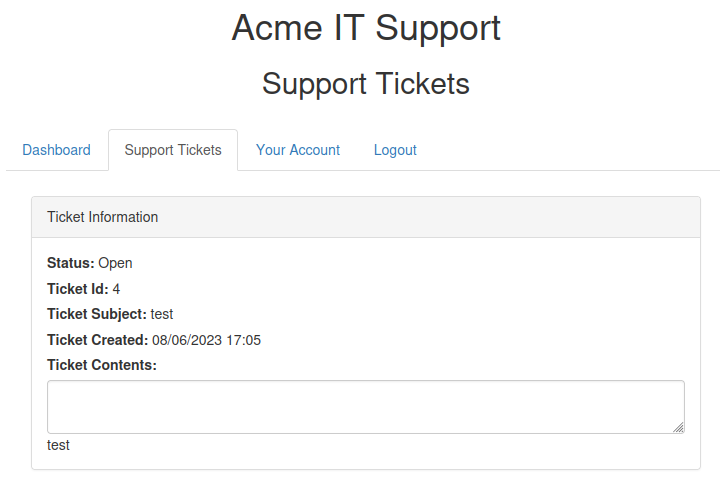 Acme IT Support
Support Tickets
Dashboard Support Tickets Your Account Logout
Ticket Information
Status: Open
Ticket Id: 4
Ticket Subject: test
Ticket Created: 08/06/2023 17:05
Ticket Contents:
test